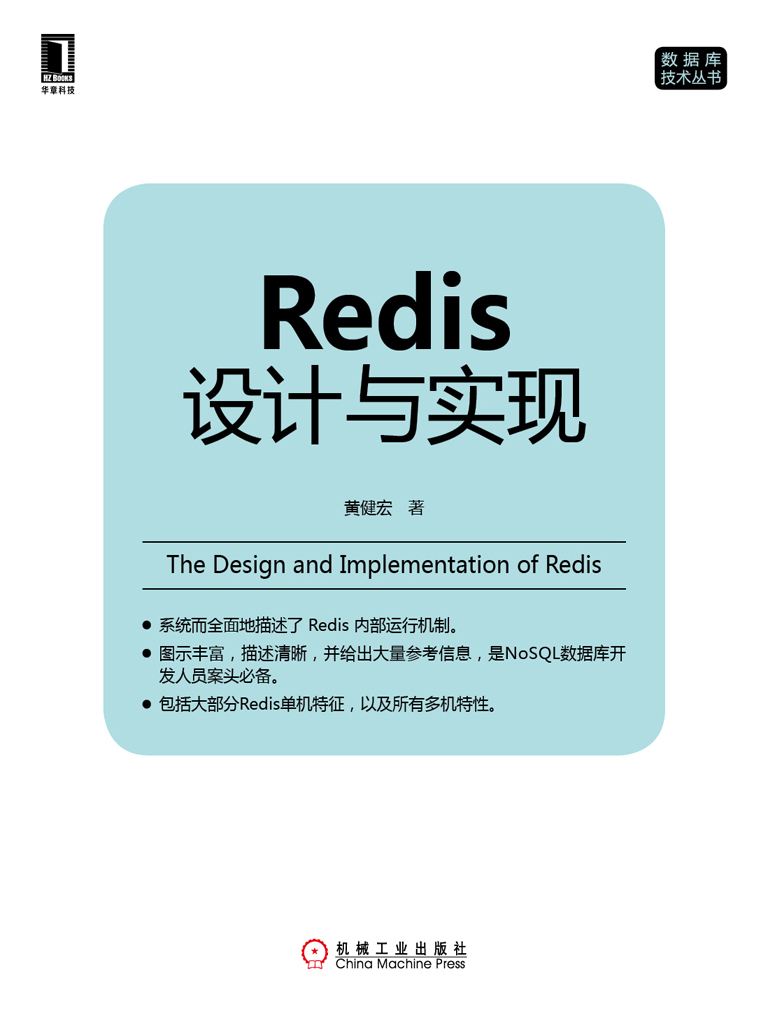 HZ BOOKS
华章科技
数据库
技术丛书
Redis
设计与实现
黄健宏 著
The Design and Implementation of Redis
● 系统而全面地描述了 Redis 内部运行机制。
● 图示丰富，描述清晰，并给出大量参考信息，是NoSQL数据库开
发人员案头必备。
● 包括大部分Redis单机特征，以及所有多机特性。
机械工业出版社
China Machine Press